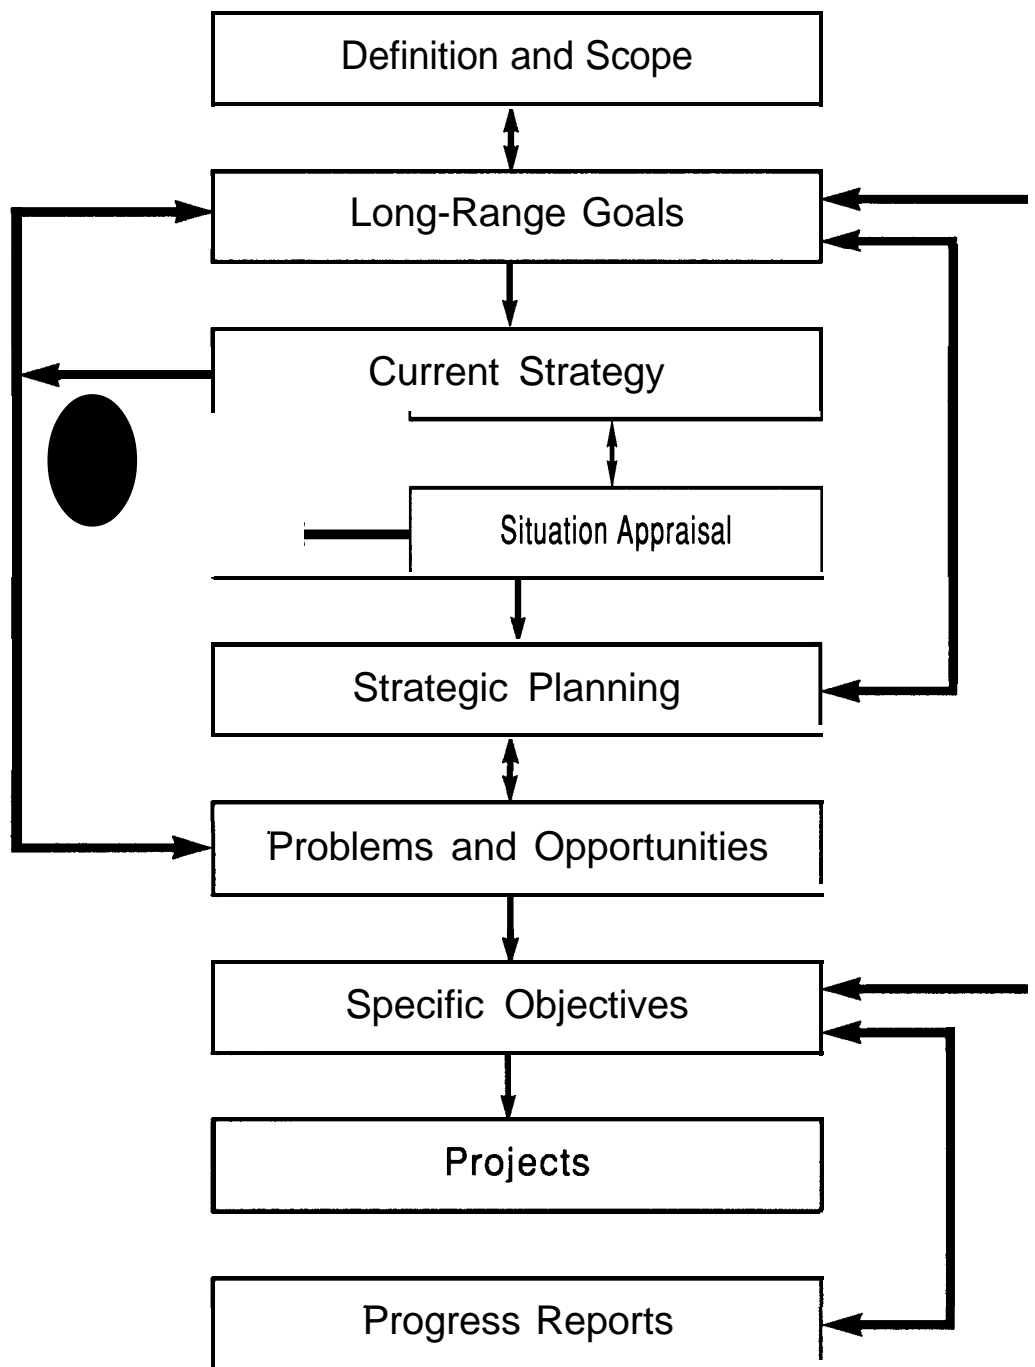 Definition and Scope
Long-Range Goals
Current Strategy
Situation Appraisal
Strategic Planning
Problems and Opportunities
Specific Objectives
Projects
Progress Reports